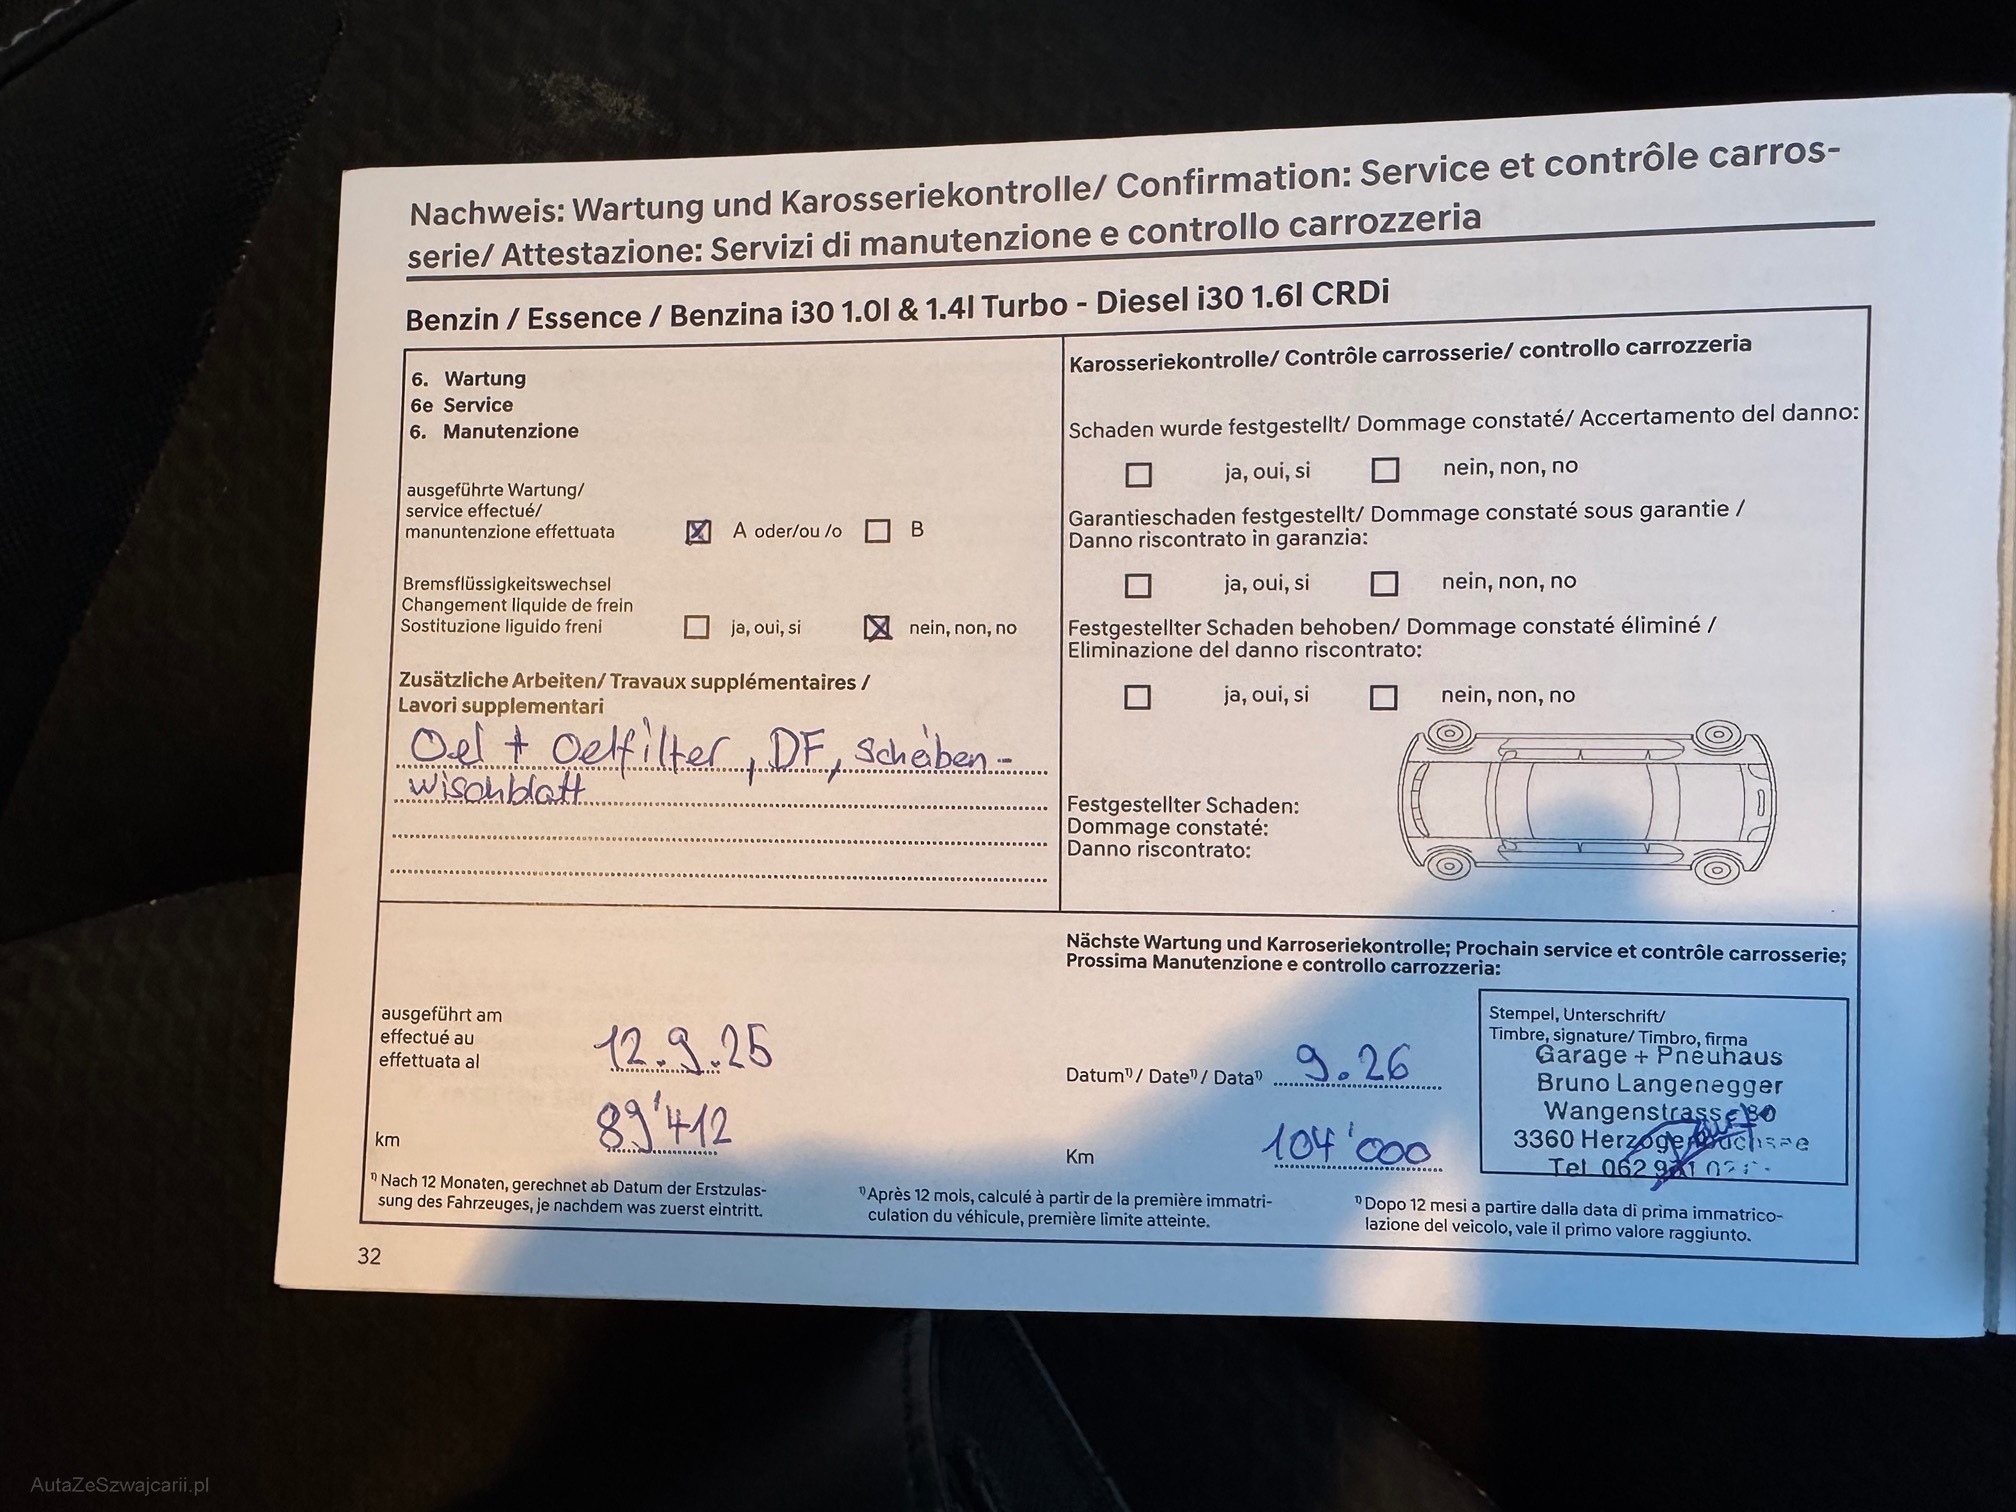 Nachweis: Wartung und Karosseriekontrolle/ Confirmation: Service et contrôle carros-
serie/ Attestazione: Servizi di manutenzione e controllo carrozzeria
Benzin / Essence / Benzina i30 1.0l & 1.4l Turbo - Diesel i30 1.6l CRDi
6. Wartung
6e Service
6. Manutenzione
ausgeführte Wartung/
service effectué/
manuntenzione effettuata
A oder/ou /o
B
Bremsflüssigkeitswechsel
Changement liquide de frein
Sostituzione liguido freni
ja, oui, si
nein, non, no
Zusätzliche Arbeiten/ Travaux supplémentaires /
Lavori supplementari
Oel + Oelfilter, DF, Scheiben-
wischblatt
Karosseriekontrolle/ Contrôle carrosserie/ controllo carrozzeria
Schaden wurde festgestellt/ Dommage constaté/ Accertamento del danno:
ja, oui, si
nein, non, no
Garantieschaden festgestellt/ Dommage constaté sous garantie /
Danno riscontrato in garanzia:
ja, oui, si
nein, non, no
Festgestellter Schaden behoben/ Dommage constaté éliminé /
Eliminazione del danno riscontrato:
ja, oui, si
nein, non, no
Festgestellter Schaden:
Dommage constaté:
Danno riscontrato:
ausgeführt am
effectué au
effettuata al
12.9.25
km
89'412
Nächste Wartung und Karroseriekontrolle; Prochain service et contrôle carrosserie;
Prossima Manutenzione e controllo carrozzeria:
Datum¹⁾/ Date¹⁾/ Data¹⁾
9.26
Km
104'000
Stempel, Unterschrift/
Timbre, signature/ Timbro, firma
Garage + Pneuhaus
Bruno Langenegger
Wangenstrasse 80
3360 Herzogenbuchsee
Tel. 062
¹⁾ Nach 12 Monaten, gerechnet ab Datum der Erstzulas-
sung des Fahrzeuges, je nachdem was zuerst eintritt.
¹⁾ Après 12 mois, calculé à partir de la première immatri-
culation du véhicule, première limite atteinte.
¹⁾ Dopo 12 mesi a partire dalla data di prima immatrico-
lazione del veicolo, vale il primo valore raggiunto.
32
AutaZeSzwajcarii.pl